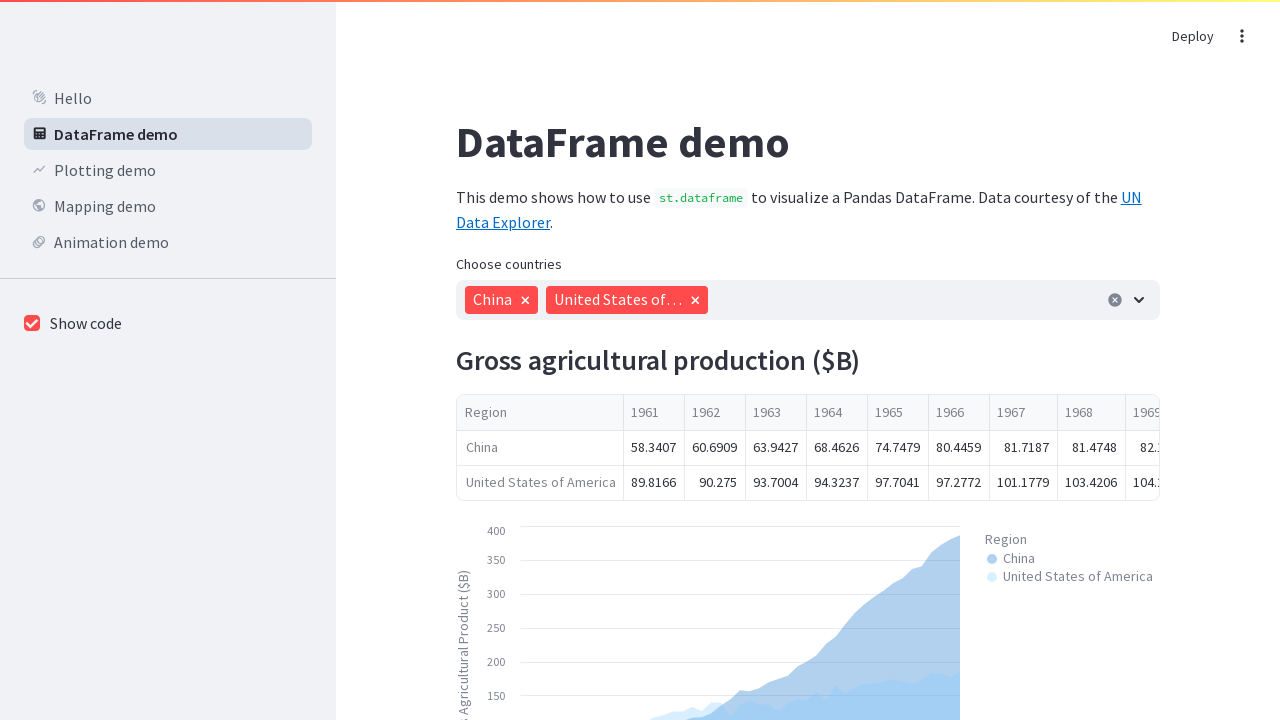 Deploy
Hello
DataFrame demo
Plotting demo
Mapping demo
Animation demo
Show code
DataFrame demo
This demo shows how to use st.dataframe to visualize a Pandas DataFrame. Data courtesy of the UN
Data Explorer.
Choose countries
China
United States of…
Gross agricultural production ($B)
Region 1961 1962 1963 1964 1965 1966 1967 1968 1969
China 58.3407 60.6909 63.9427 68.4626 74.7479 80.4459 81.7187 81.4748 82.
United States of America 89.8166 90.275 93.7004 94.3237 97.7041 97.2772 101.1779 103.4206 104.
400
350
300
250
200
150
Agricultural Product ($B)
Region
China
United States of America